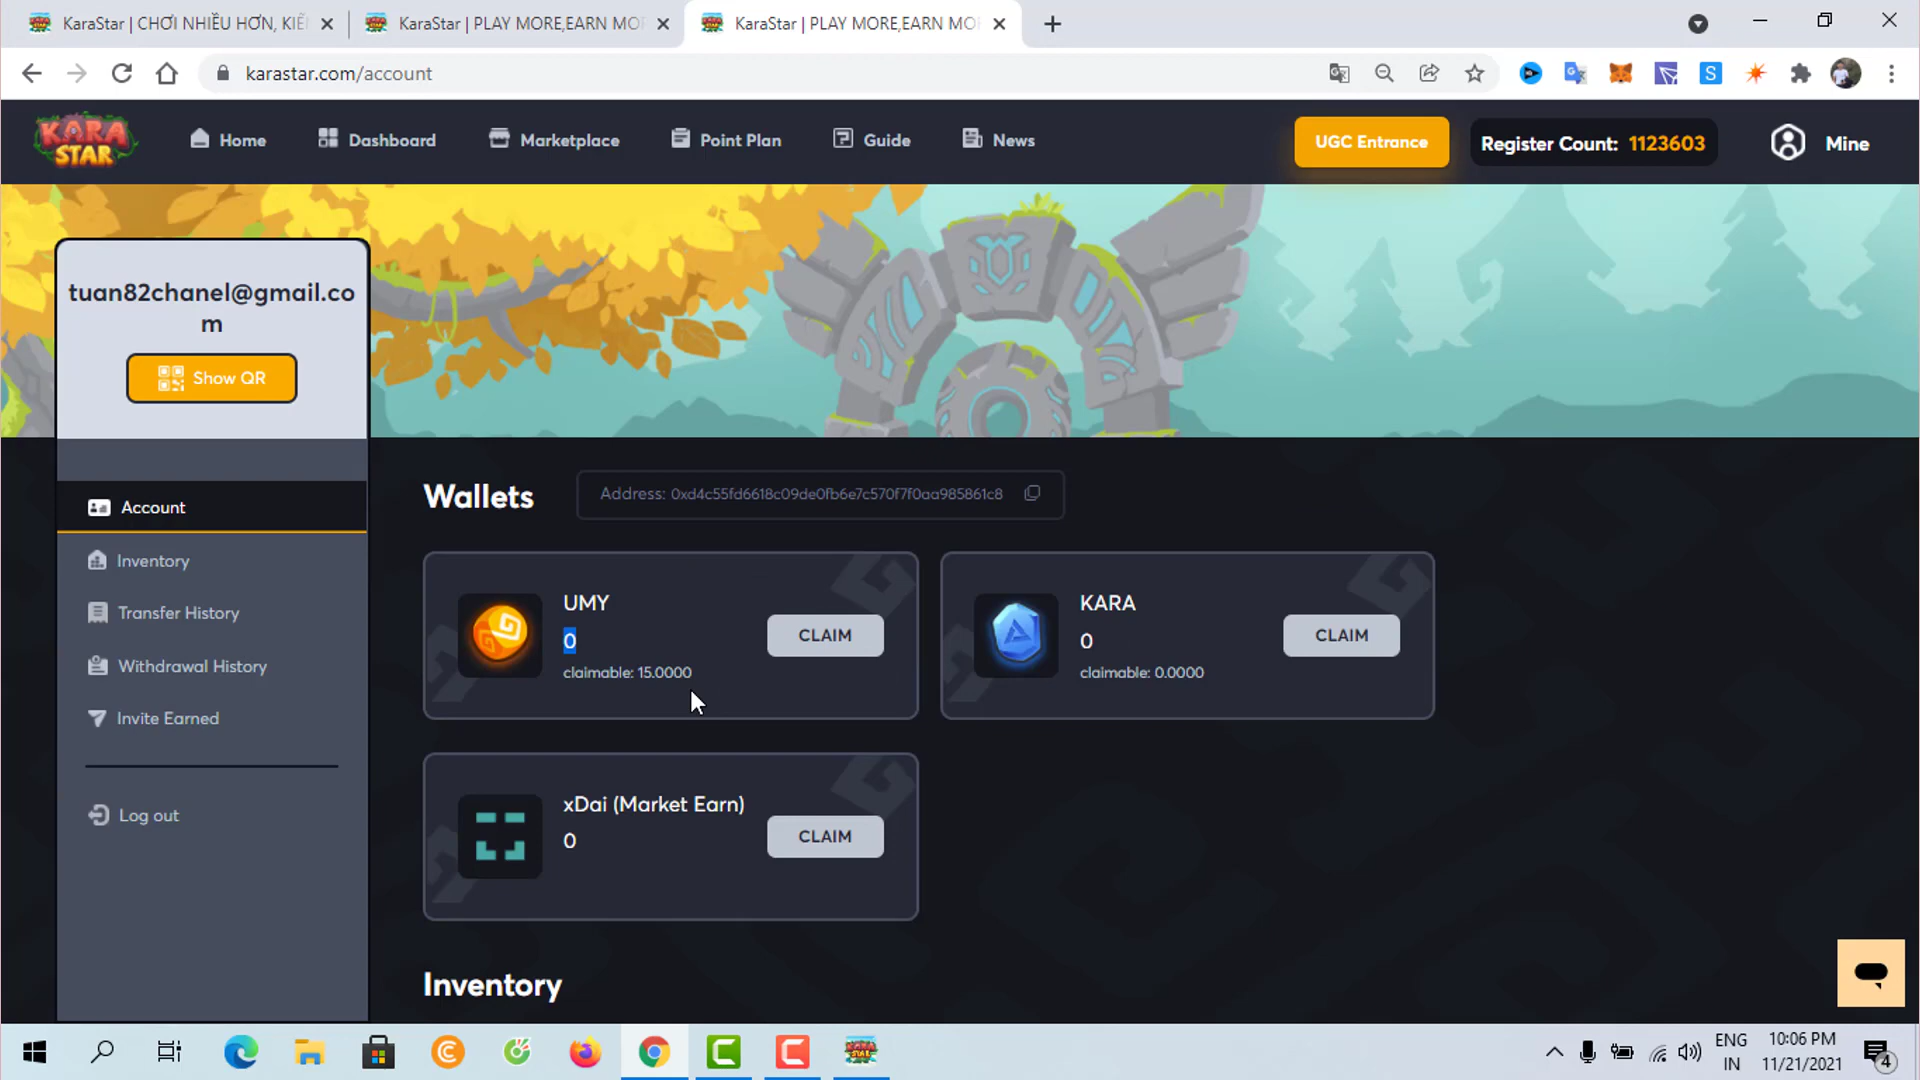 KaraStar | CHƠI NHIỀU HƠN, KIẾ
KaraStar | PLAY MORE,EARN MO
KaraStar | PLAY MORE,EARN MO
karastar.com/account
KARA
STAR
Home
Dashboard
Marketplace
Point Plan
Guide
News
UGC Entrance
Register Count: 1123603
Mine
tuan82chanel@gmail.co
m
Show QR
Account
Inventory
Transfer History
Withdrawal History
Invite Earned
Log out
Wallets
Address: 0xd4c55fd6618c09de0fb6e7c570f7f0aa985861c8
UMY
0
claimable: 15.0000
CLAIM
KARA
0
claimable: 0.0000
CLAIM
xDai (Market Earn)
0
CLAIM
Inventory
ENG
IN
10:06 PM
11/21/2021
4